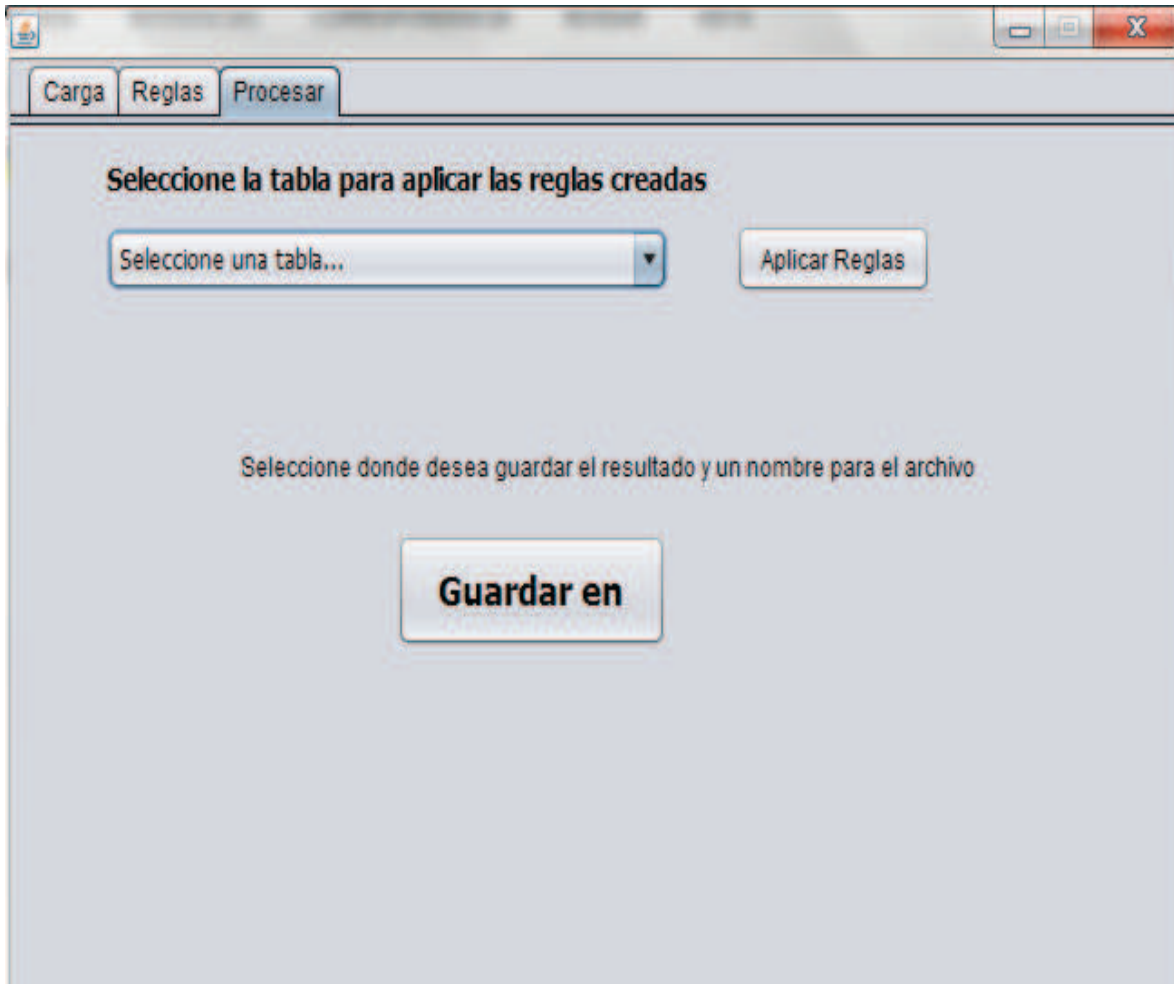 Carga Reglas Procesar
Seleccione la tabla para aplicar las reglas creadas
Seleccione una tabla... Aplicar Reglas
Seleccione donde desea guardar el resultado y un nombre para el archivo
Guardar en